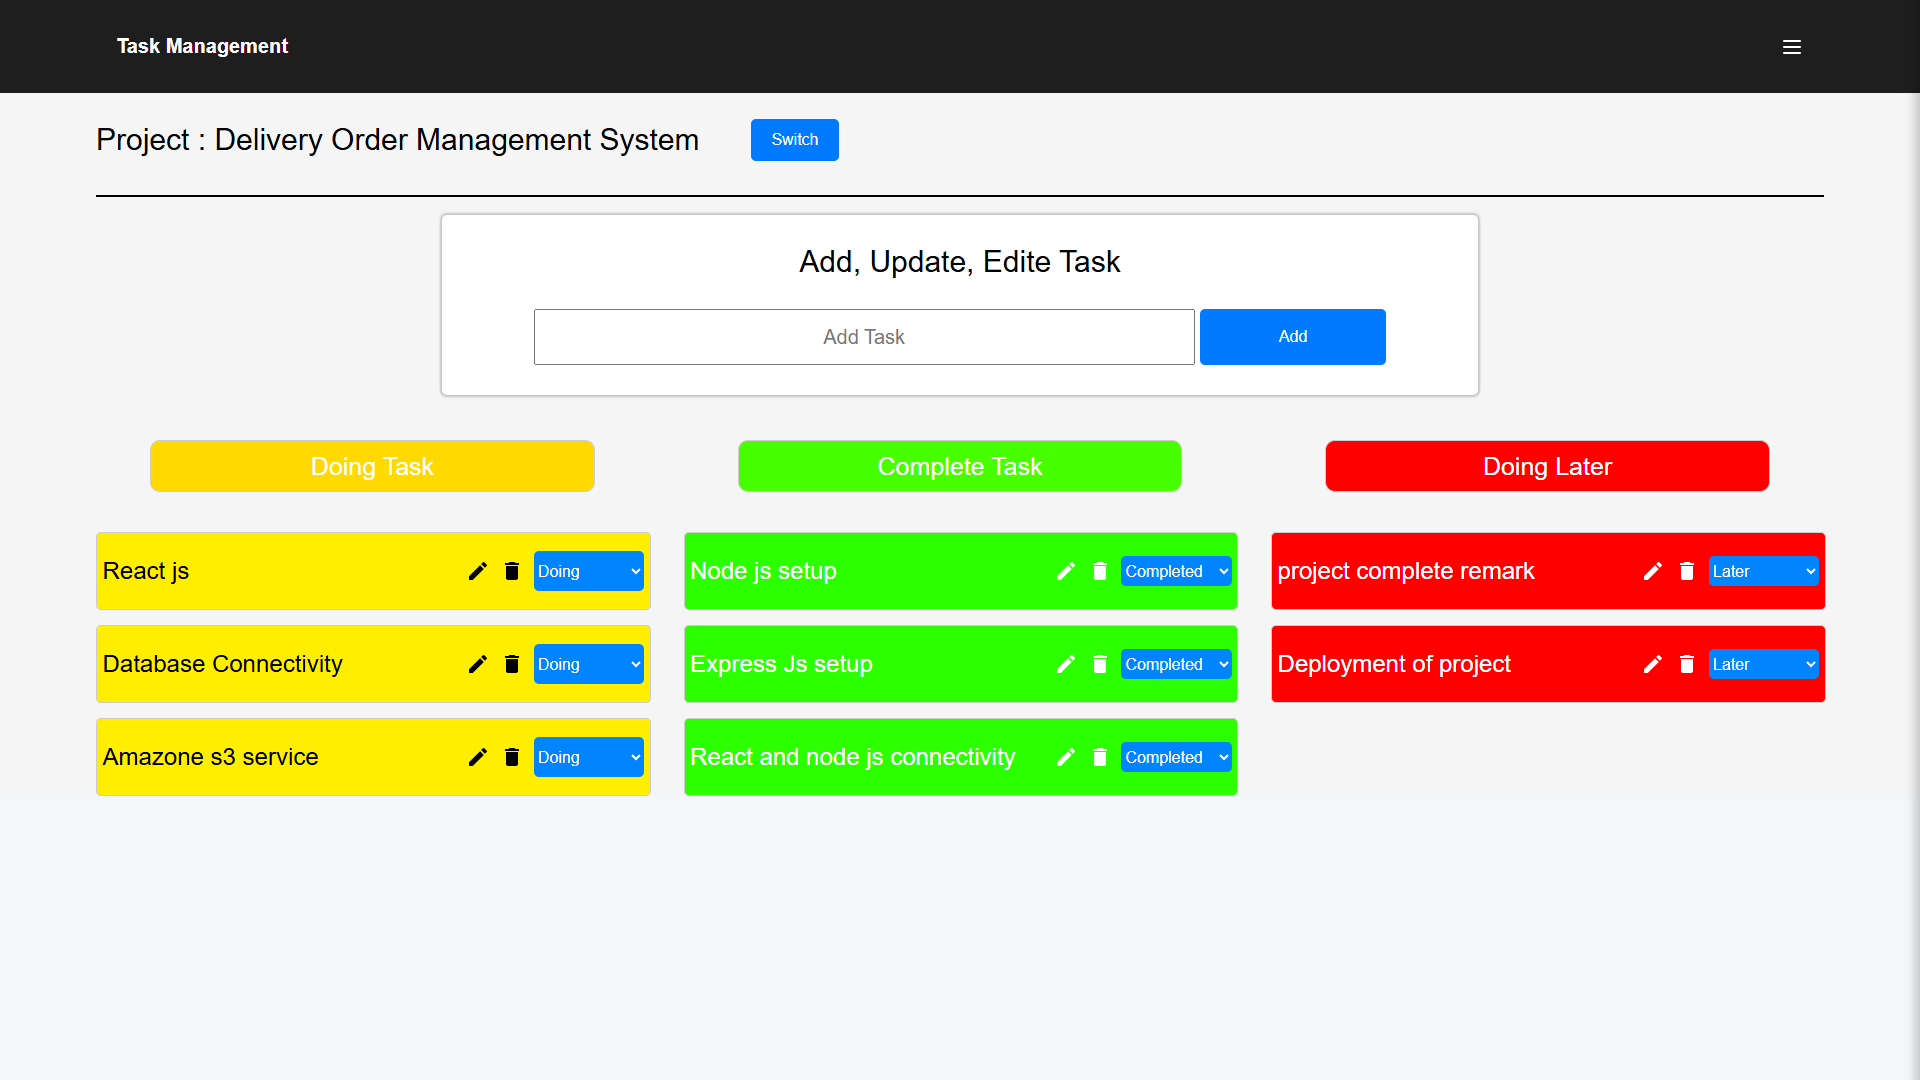 Task Management
Project : Delivery Order Management System
Switch
Add, Update, Edite Task
Add Task
Add
Doing Task
Complete Task
Doing Later
React js
Doing
Node js setup
Completed
project complete remark
Later
Database Connectivity
Doing
Express Js setup
Completed
Deployment of project
Later
Amazone s3 service
Doing
React and node js connectivity
Completed